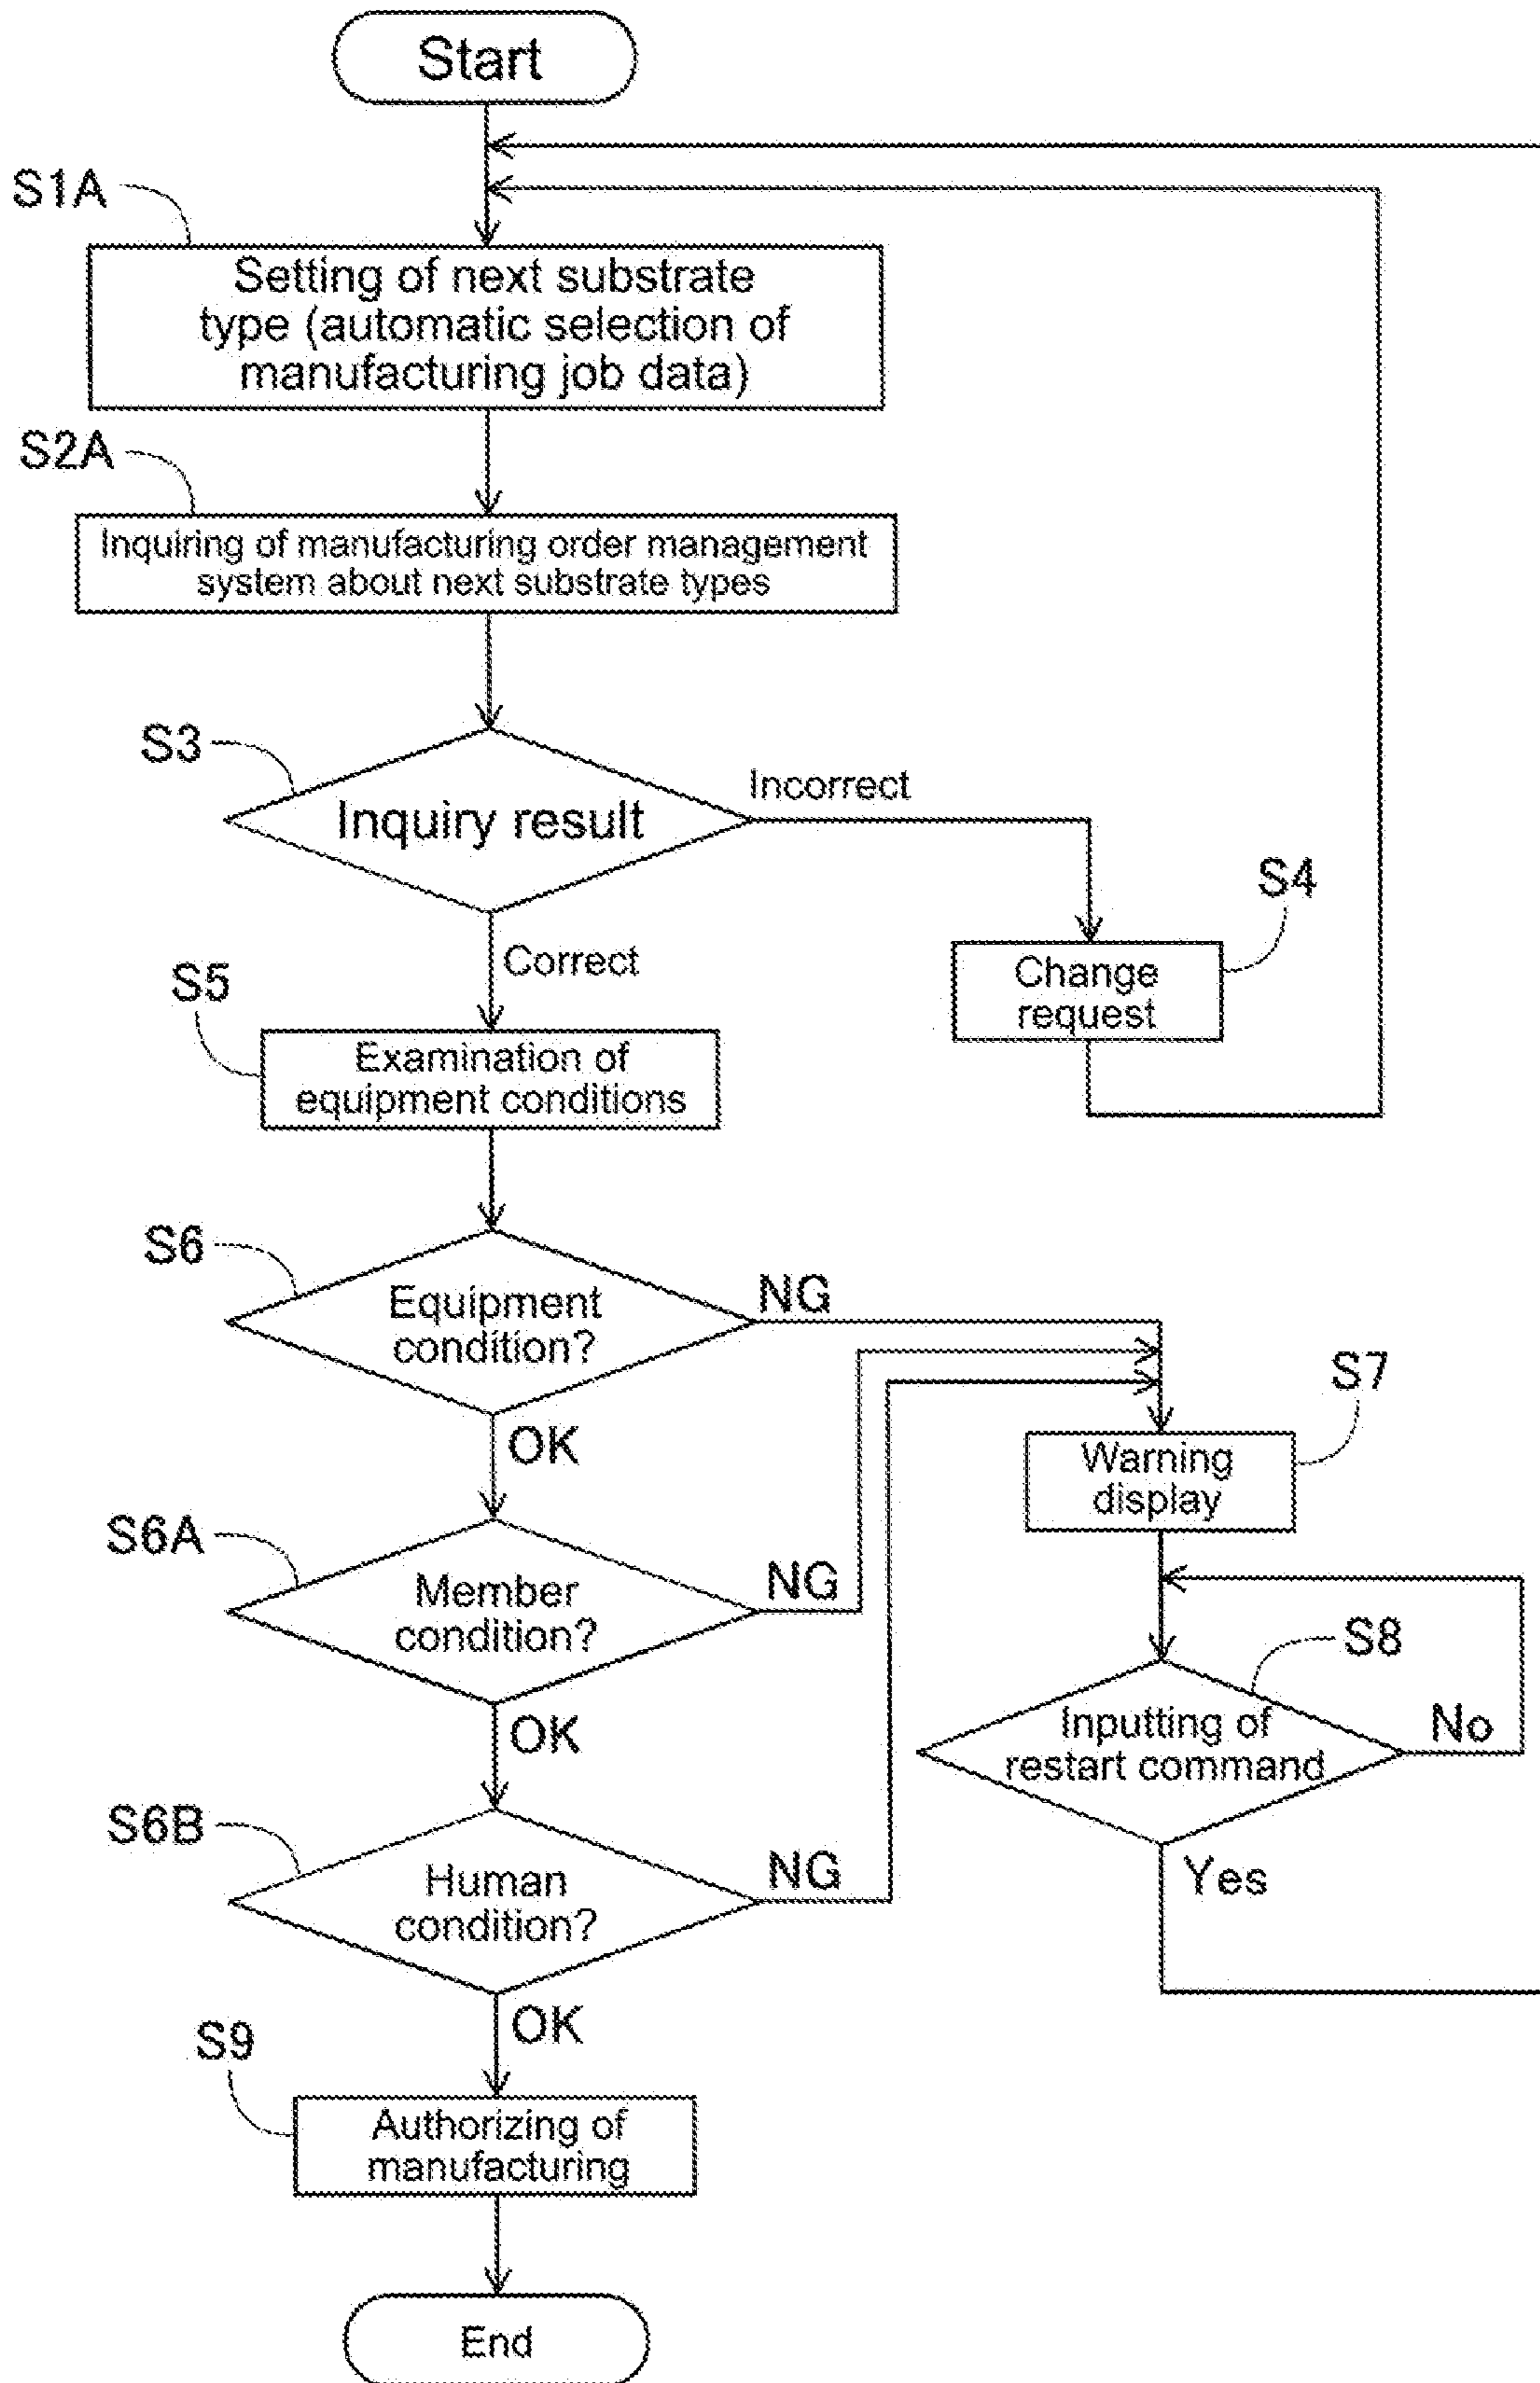 Start
S1A
Setting of next substrate
type (automatic selection of
manufacturing job data)
S2A
Inquiring of manufacturing order management
system about next substrate types
S3
Inquiry result
Incorrect
S4
Change
request
Correct
S5
Examination of
equipment conditions
S6
Equipment
condition?
NG
OK
S7
Warning
display
S6A
Member
condition?
NG
OK
S8
Inputting of
restart command
No
Yes
S6B
Human
condition?
NG
OK
S9
Authorizing of
manufacturing
End